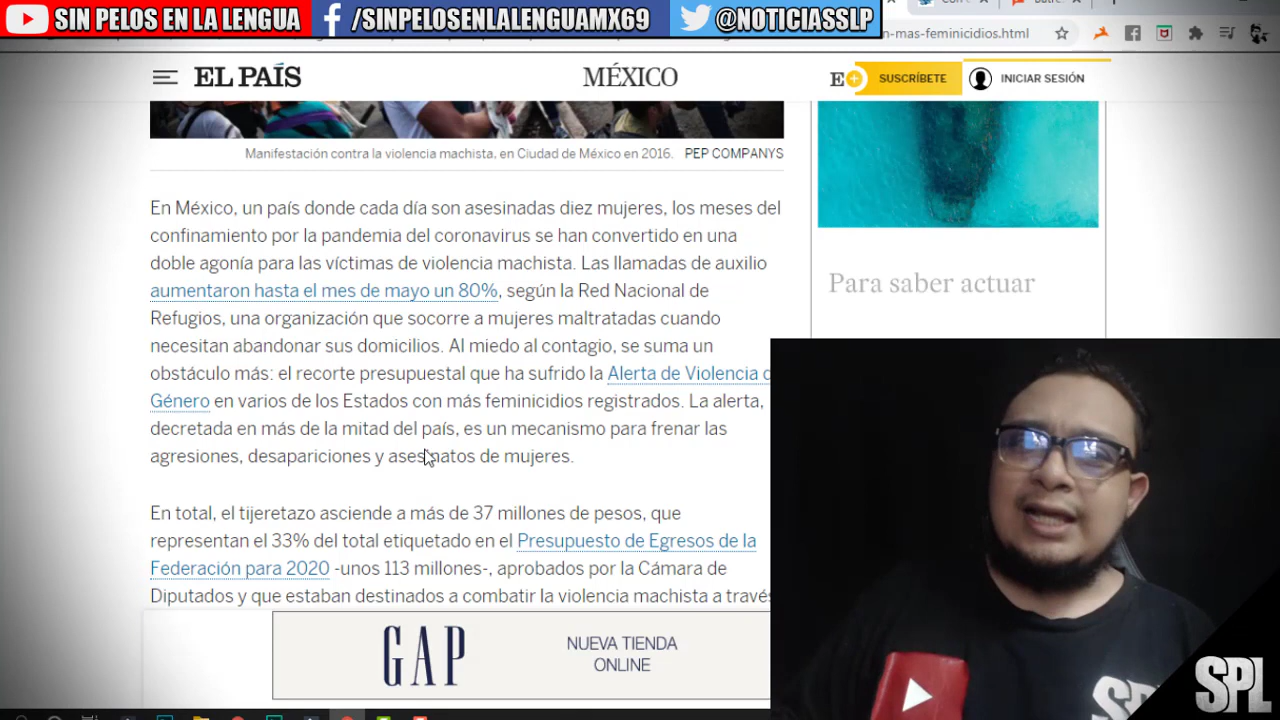 SIN PELOS EN LA LENGUA
/SINPELOSENLALENGUAMX69
@NOTICIASSLP
n-mas-feminicidios.html
EL PAÍS
MÉXICO
E+
SUSCRÍBETE
INICIAR SESIÓN
Manifestación contra la violencia machista, en Ciudad de México en 2016. PEP COMPANYS
En México, un país donde cada día son asesinadas diez mujeres, los meses del
confinamiento por la pandemia del coronavirus se han convertido en una
doble agonía para las víctimas de violencia machista. Las llamadas de auxilio
aumentaron hasta el mes de mayo un 80%, según la Red Nacional de
Refugios, una organización que socorre a mujeres maltratadas cuando
necesitan abandonar sus domicilios. Al miedo al contagio, se suma un
obstáculo más: el recorte presupuestal que ha sufrido la Alerta de Violencia d
Género en varios de los Estados con más feminicidios registrados. La alerta,
decretada en más de la mitad del país, es un mecanismo para frenar las
agresiones, desapariciones y asesinatos de mujeres.
En total, el tijeretazo asciende a más de 37 millones de pesos, que
representan el 33% del total etiquetado en el Presupuesto de Egresos de la
Federación para 2020 -unos 113 millones-, aprobados por la Cámara de
Diputados y que estaban destinados a combatir la violencia machista a travé
Para saber actuar
GAP
NUEVA TIENDA
ONLINE
SPL
SPL